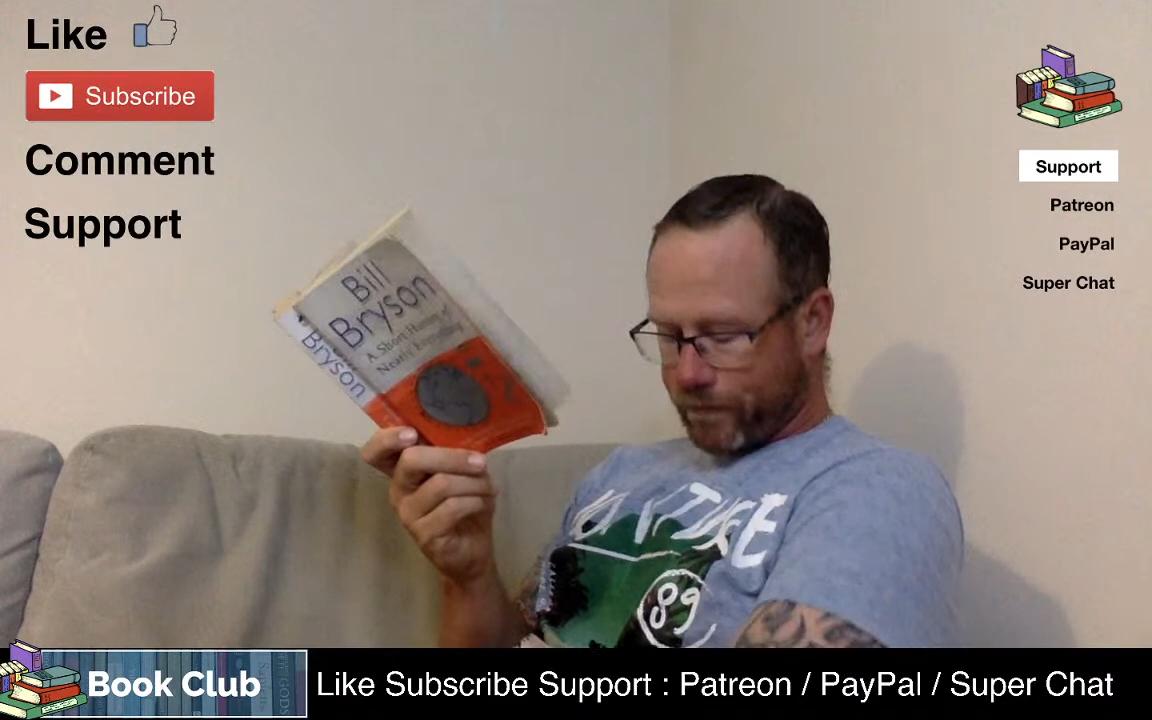 Like
Subscribe
Comment
Support
Support
Patreon
PayPal
Super Chat
Bill
Bryson
A Short History of
Nearly Everything
Bryson
89
Book Club
Like Subscribe Support : Patreon / PayPal / Super Chat